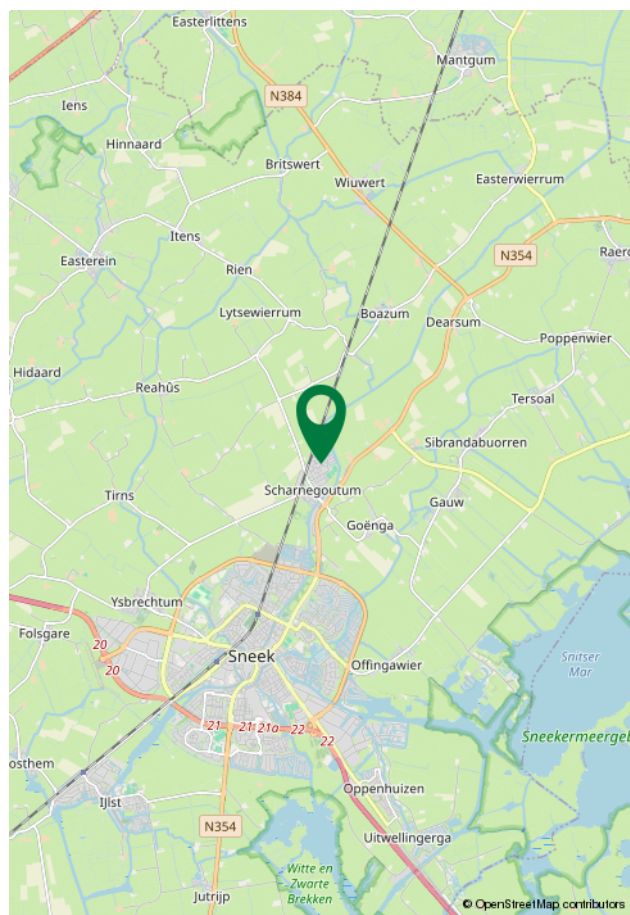 Easterlittens
Mantgum
N384
Iens
Hinnaard
Britswert
Wiuwert
Easterwierrum
Itens
N354
Raerd
Easterein
Rien
Lytsewierrum
Boazum
Dearsum
Poppenwier
Hidaard
Reahûs
Tersoal
Sibrandabuorren
Scharnegoutum
Tirns
Gauw
Goënga
Ysbrechtum
Folsgare
20
20
Sneek
Offingawier
Snitser
Mar
Sneekermeergeb
21
21
21a
22
22
osthem
IJlst
Oppenhuizen
N354
Uitwellingerga
Witte en
Zwarte
Brekken
Jutrijp
© OpenStreetMap contributors